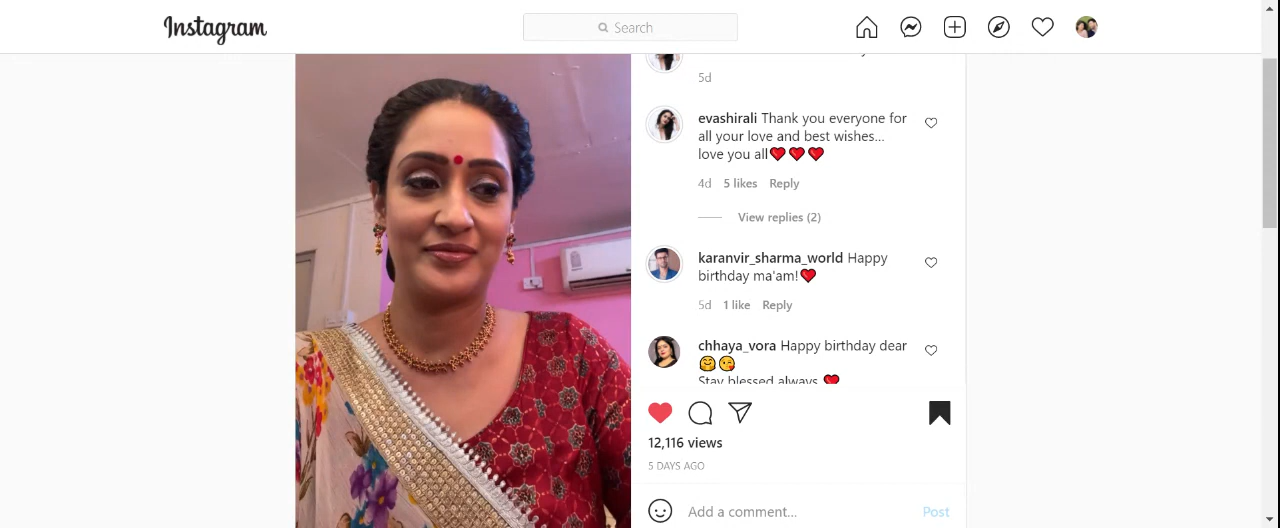 Instagram
Search
5d
evashirali Thank you everyone for
all your love and best wishes...
love you all❤️❤️❤️
4d 5 likes Reply
View replies (2)
karanvir_sharma_world Happy
birthday ma'am!❤️
5d 1 like Reply
chhaya_vora Happy birthday dear
🤗😘
Stay blessed always ❤️
12,116 views
5 DAYS AGO
Add a comment...
Post